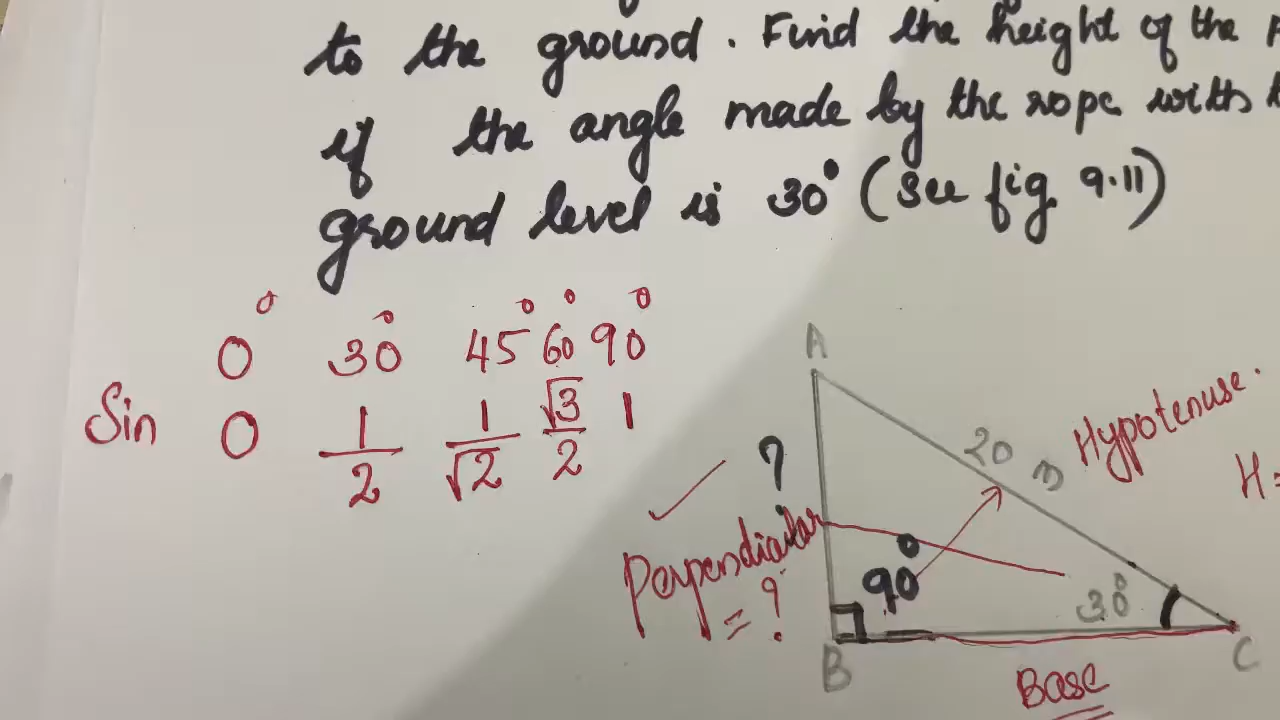 to the ground. Find the height of the
if the angle made by the rope with
ground level is 30° (See fig 9.11)
0° 30° 45° 60° 90°
Sin 0 1/2 1/√2 √3/2 1
A
20 m
Hypotenuse.
H=
?
Perpendicular
= ?
90°
30°
B
C
Base